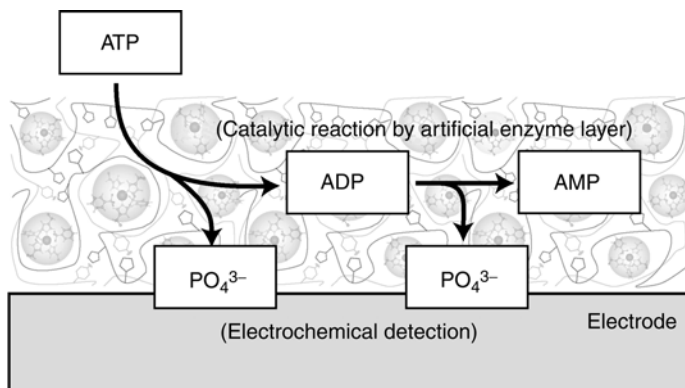 ATP
(Catalytic reaction by artificial enzyme layer)
ADP
AMP
PO₄³⁻
PO₄³⁻
Electrode
(Electrochemical detection)